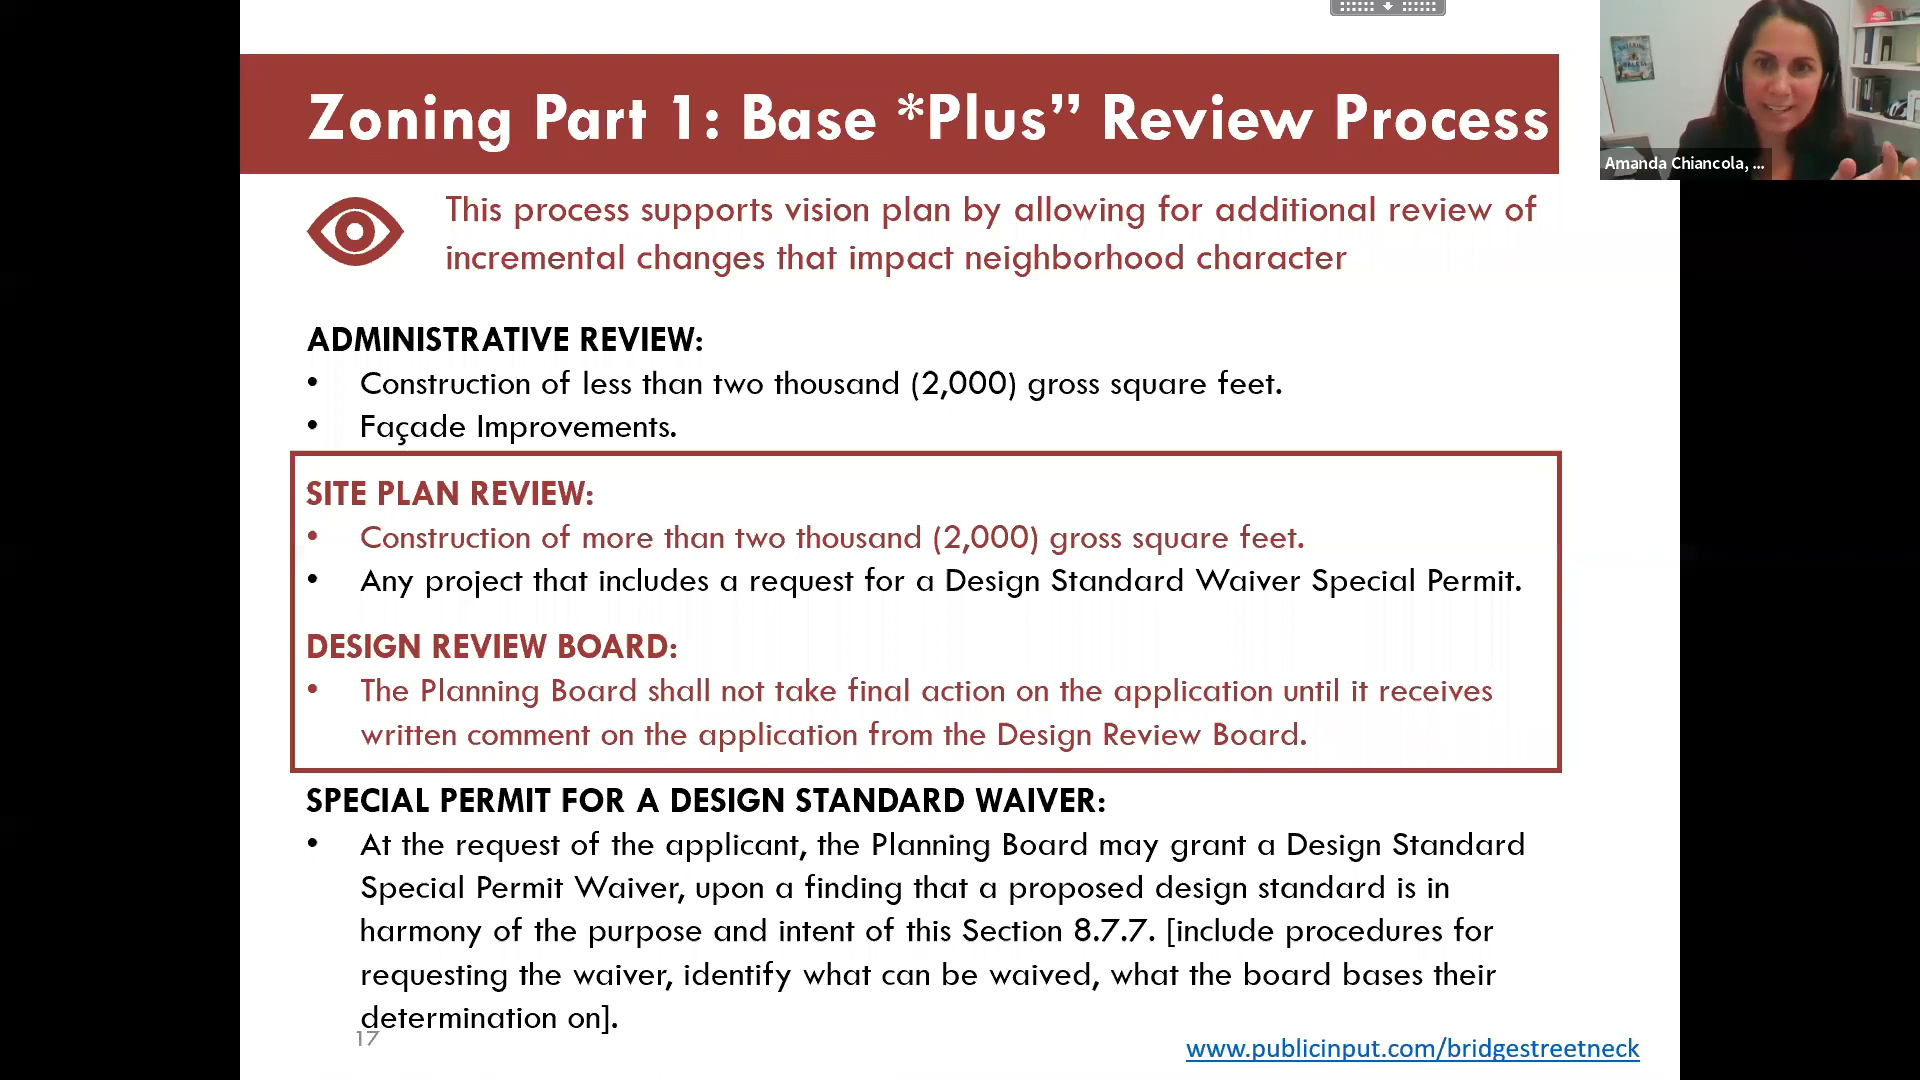 Zoning Part 1: Base *Plus” Review Process
Amanda Chiancola, ...
This process supports vision plan by allowing for additional review of
incremental changes that impact neighborhood character
ADMINISTRATIVE REVIEW:
• Construction of less than two thousand (2,000) gross square feet.
• Façade Improvements.
SITE PLAN REVIEW:
• Construction of more than two thousand (2,000) gross square feet.
• Any project that includes a request for a Design Standard Waiver Special Permit.
DESIGN REVIEW BOARD:
• The Planning Board shall not take final action on the application until it receives
written comment on the application from the Design Review Board.
SPECIAL PERMIT FOR A DESIGN STANDARD WAIVER:
• At the request of the applicant, the Planning Board may grant a Design Standard
Special Permit Waiver, upon a finding that a proposed design standard is in
harmony of the purpose and intent of this Section 8.7.7. [include procedures for
requesting the waiver, identify what can be waived, what the board bases their
determination on].
17
www.publicinput.com/bridgestreetneck